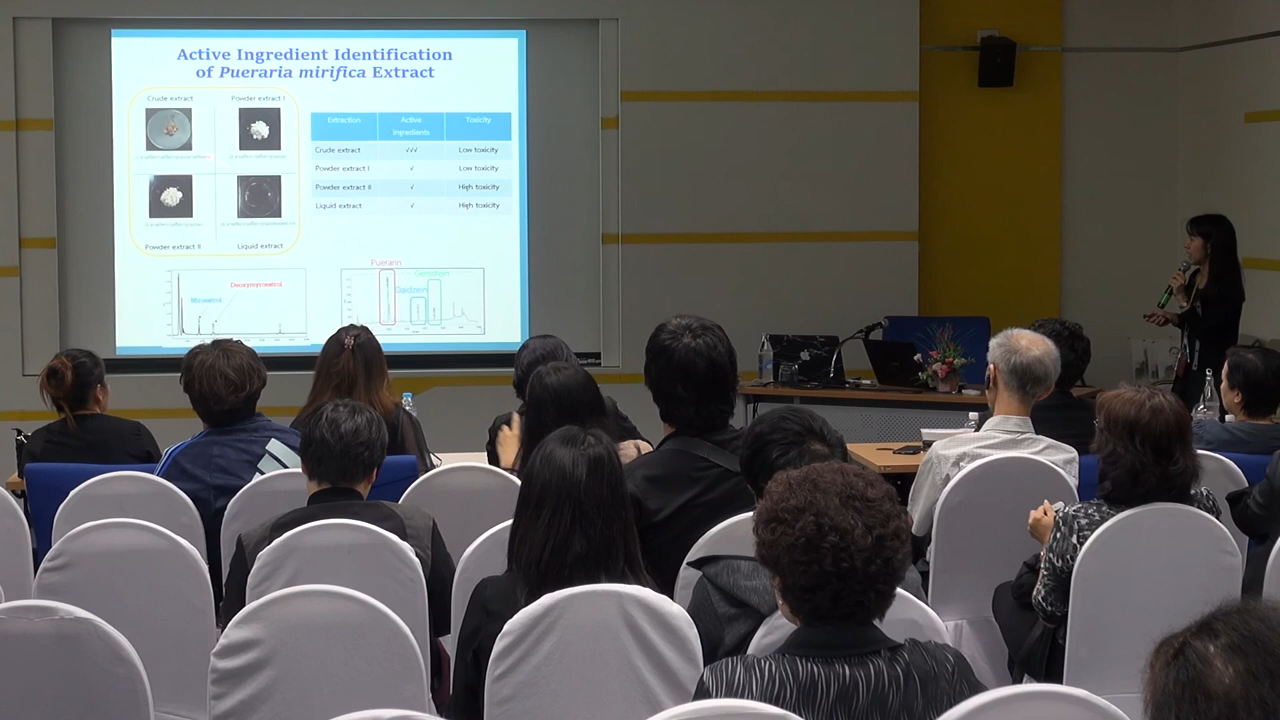 Active Ingredient Identification
of Pueraria mirifica Extract
Crude extract
Powder extract I
Powder extract II
Liquid extract
Extraction
Active
ingredients
Toxicity
Crude extract
√√√
Low toxicity
Powder extract I
√
Low toxicity
Powder extract II
√
High toxicity
Liquid extract
√
High toxicity
Miroestrol
Deoxymiroestrol
Puerarin
Daidzein
Genistein